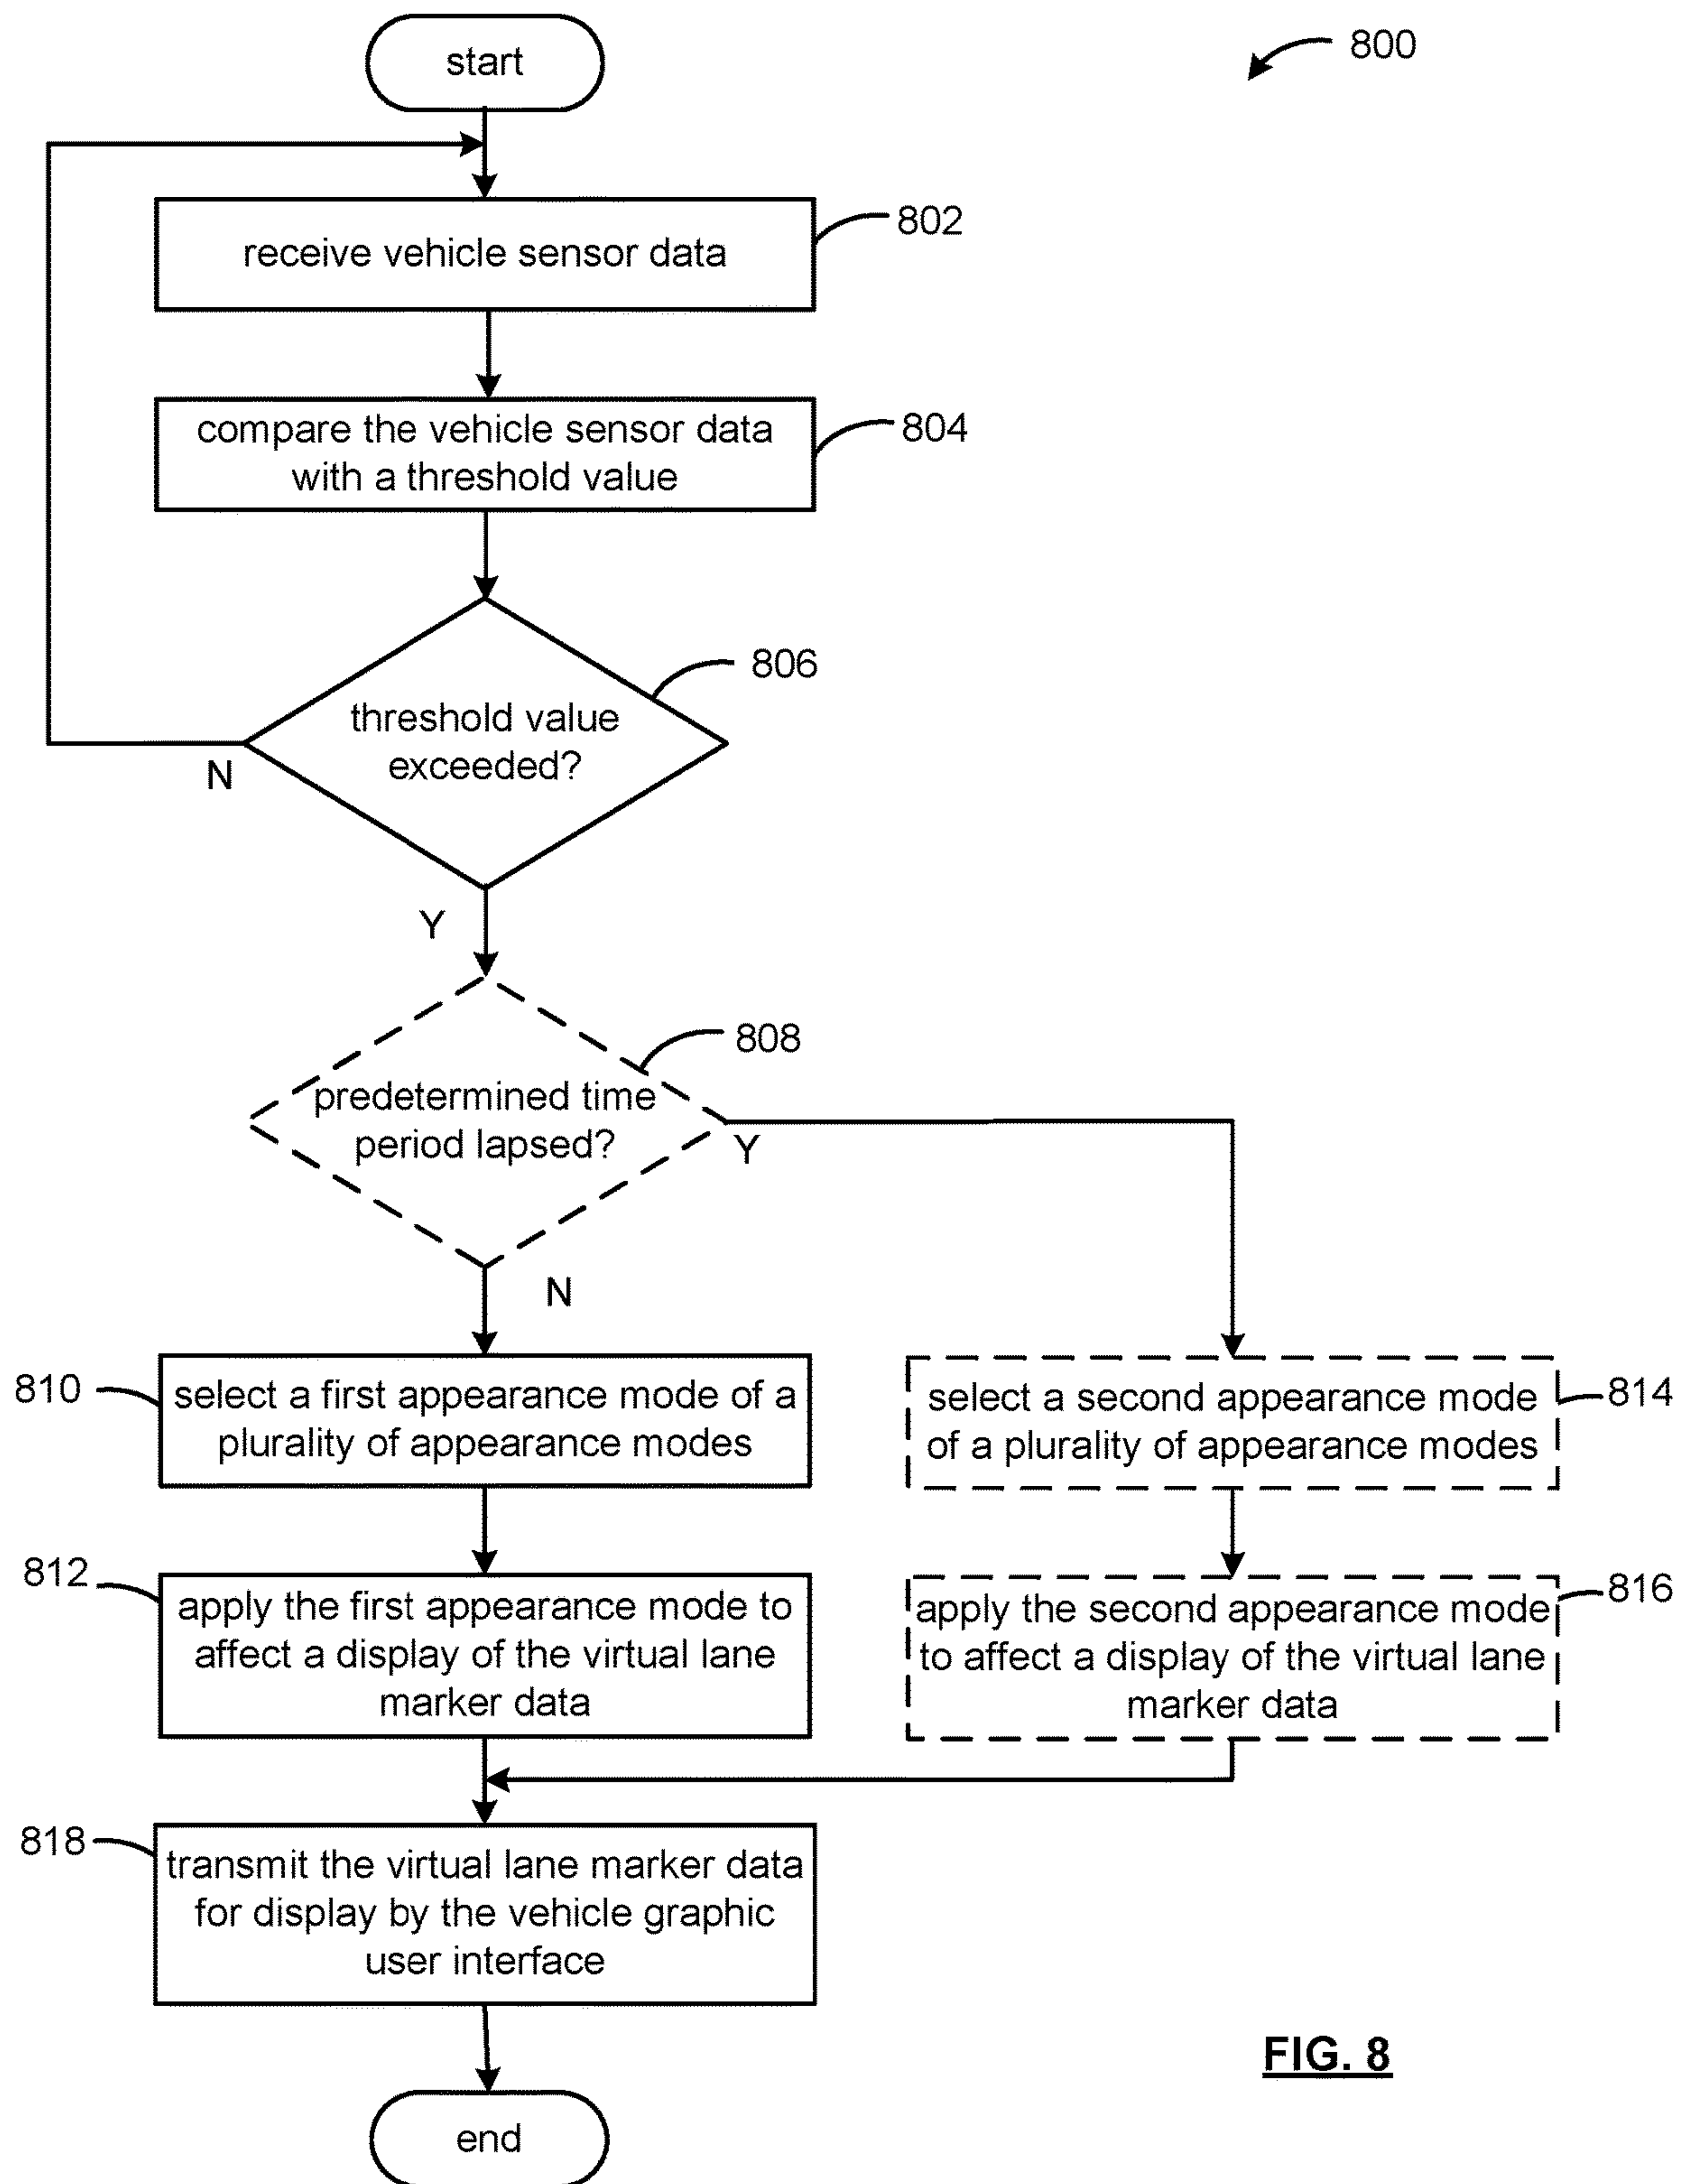 start
800
receive vehicle sensor data
802
compare the vehicle sensor data
with a threshold value
804
threshold value
exceeded?
806
N
Y
predetermined time
period lapsed?
808
Y
N
810
select a first appearance mode of a
plurality of appearance modes
select a second appearance mode
of a plurality of appearance modes
814
812
apply the first appearance mode to
affect a display of the virtual lane
marker data
apply the second appearance mode
to affect a display of the virtual lane
marker data
816
818
transmit the virtual lane marker data
for display by the vehicle graphic
user interface
end
FIG. 8